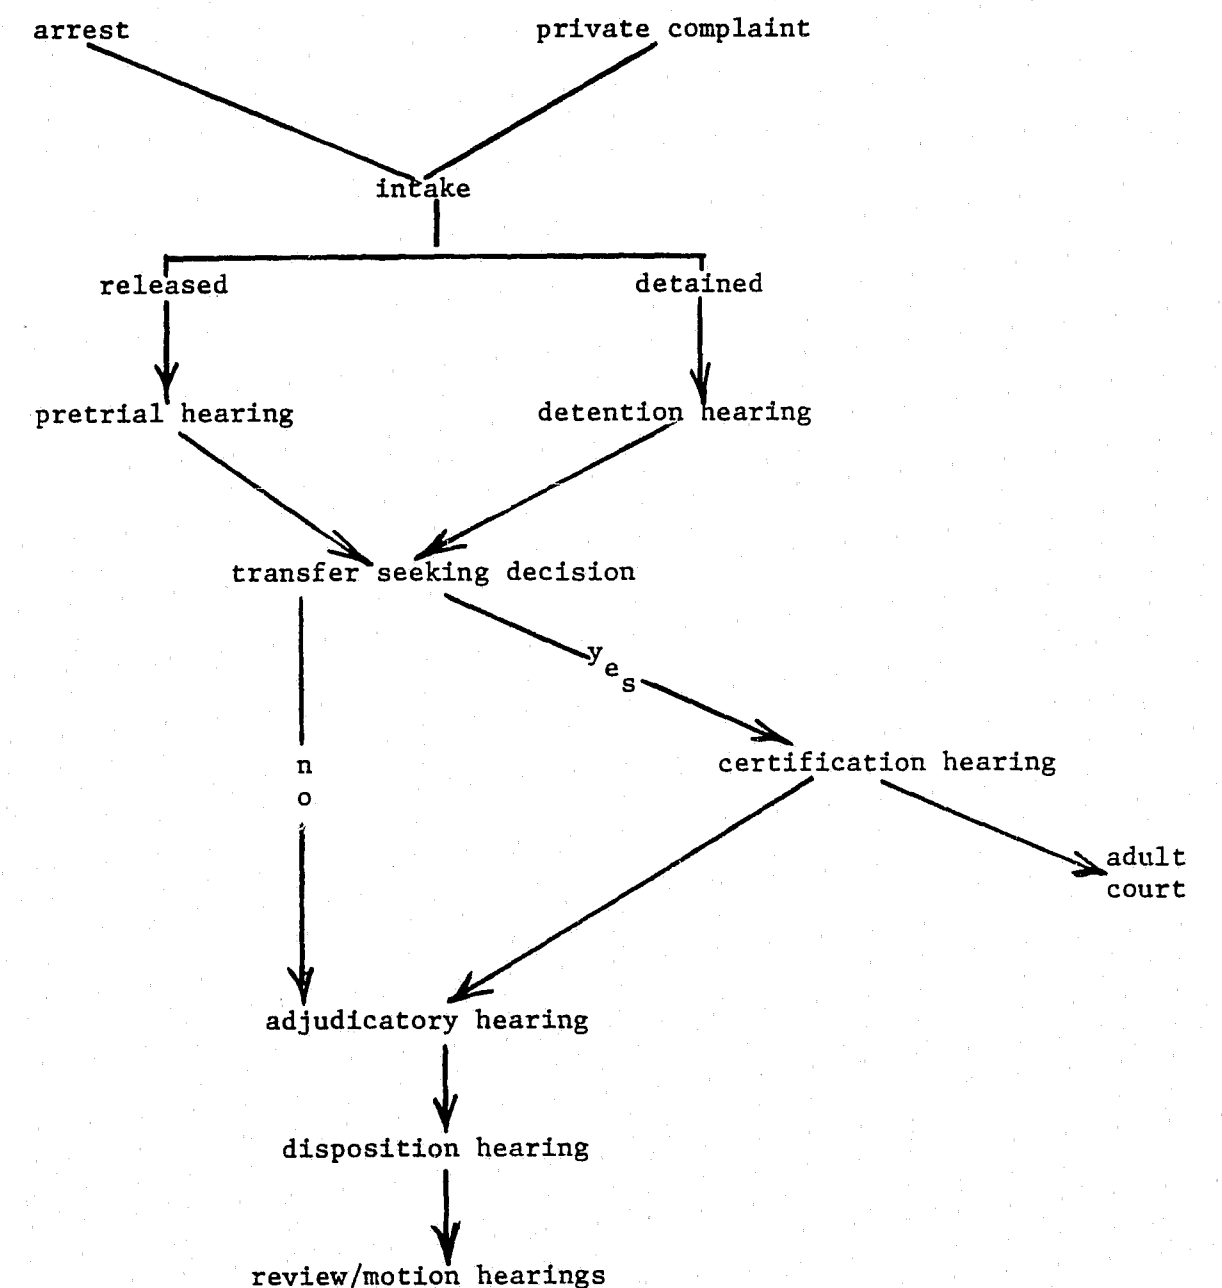 arrest
private complaint
intake
released
detained
pretrial hearing
detention hearing
transfer seeking decision
yes
no
certification hearing
adult
court
adjudicatory hearing
disposition hearing
review/motion hearings